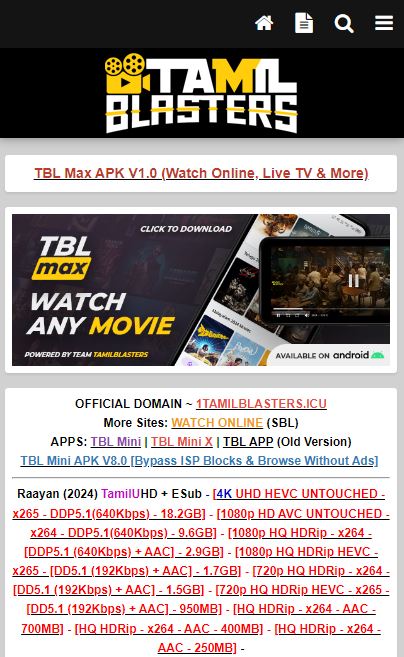 TAMIL
BLASTERS
TBL Max APK V1.0 (Watch Online, Live TV & More)
CLICK TO DOWNLOAD
TBL
max
WATCH
ANY MOVIE
POWERED BY TEAM TAMILBLASTERS
AVAILABLE ON android
OFFICIAL DOMAIN ~ 1TAMILBLASTERS.ICU
More Sites: WATCH ONLINE (SBL)
APPS: TBL Mini | TBL Mini X | TBL APP (Old Version)
TBL Mini APK V8.0 [Bypass ISP Blocks & Browse Without Ads]
Raayan (2024) TamilUHD + ESub - [4K UHD HEVC UNTOUCHED -
x265 - DDP5.1(640Kbps) - 18.2GB] - [1080p HD AVC UNTOUCHED -
x264 - DDP5.1(640Kbps) - 9.6GB] - [1080p HQ HDRip - x264 -
[DDP5.1 (640Kbps) + AAC] - 2.9GB] - [1080p HQ HDRip HEVC -
x265 - [DD5.1 (192Kbps) + AAC] - 1.7GB] - [720p HQ HDRip - x264 -
[DD5.1 (192Kbps) + AAC] - 1.5GB] - [720p HQ HDRip HEVC - x265
- [DD5.1 (192Kbps) + AAC] - 950MB] - [HQ HDRip - x264 - AAC -
700MB] - [HQ HDRip - x264 - AAC - 400MB] - [HQ HDRip - x264 -
AAC - 250MB] -